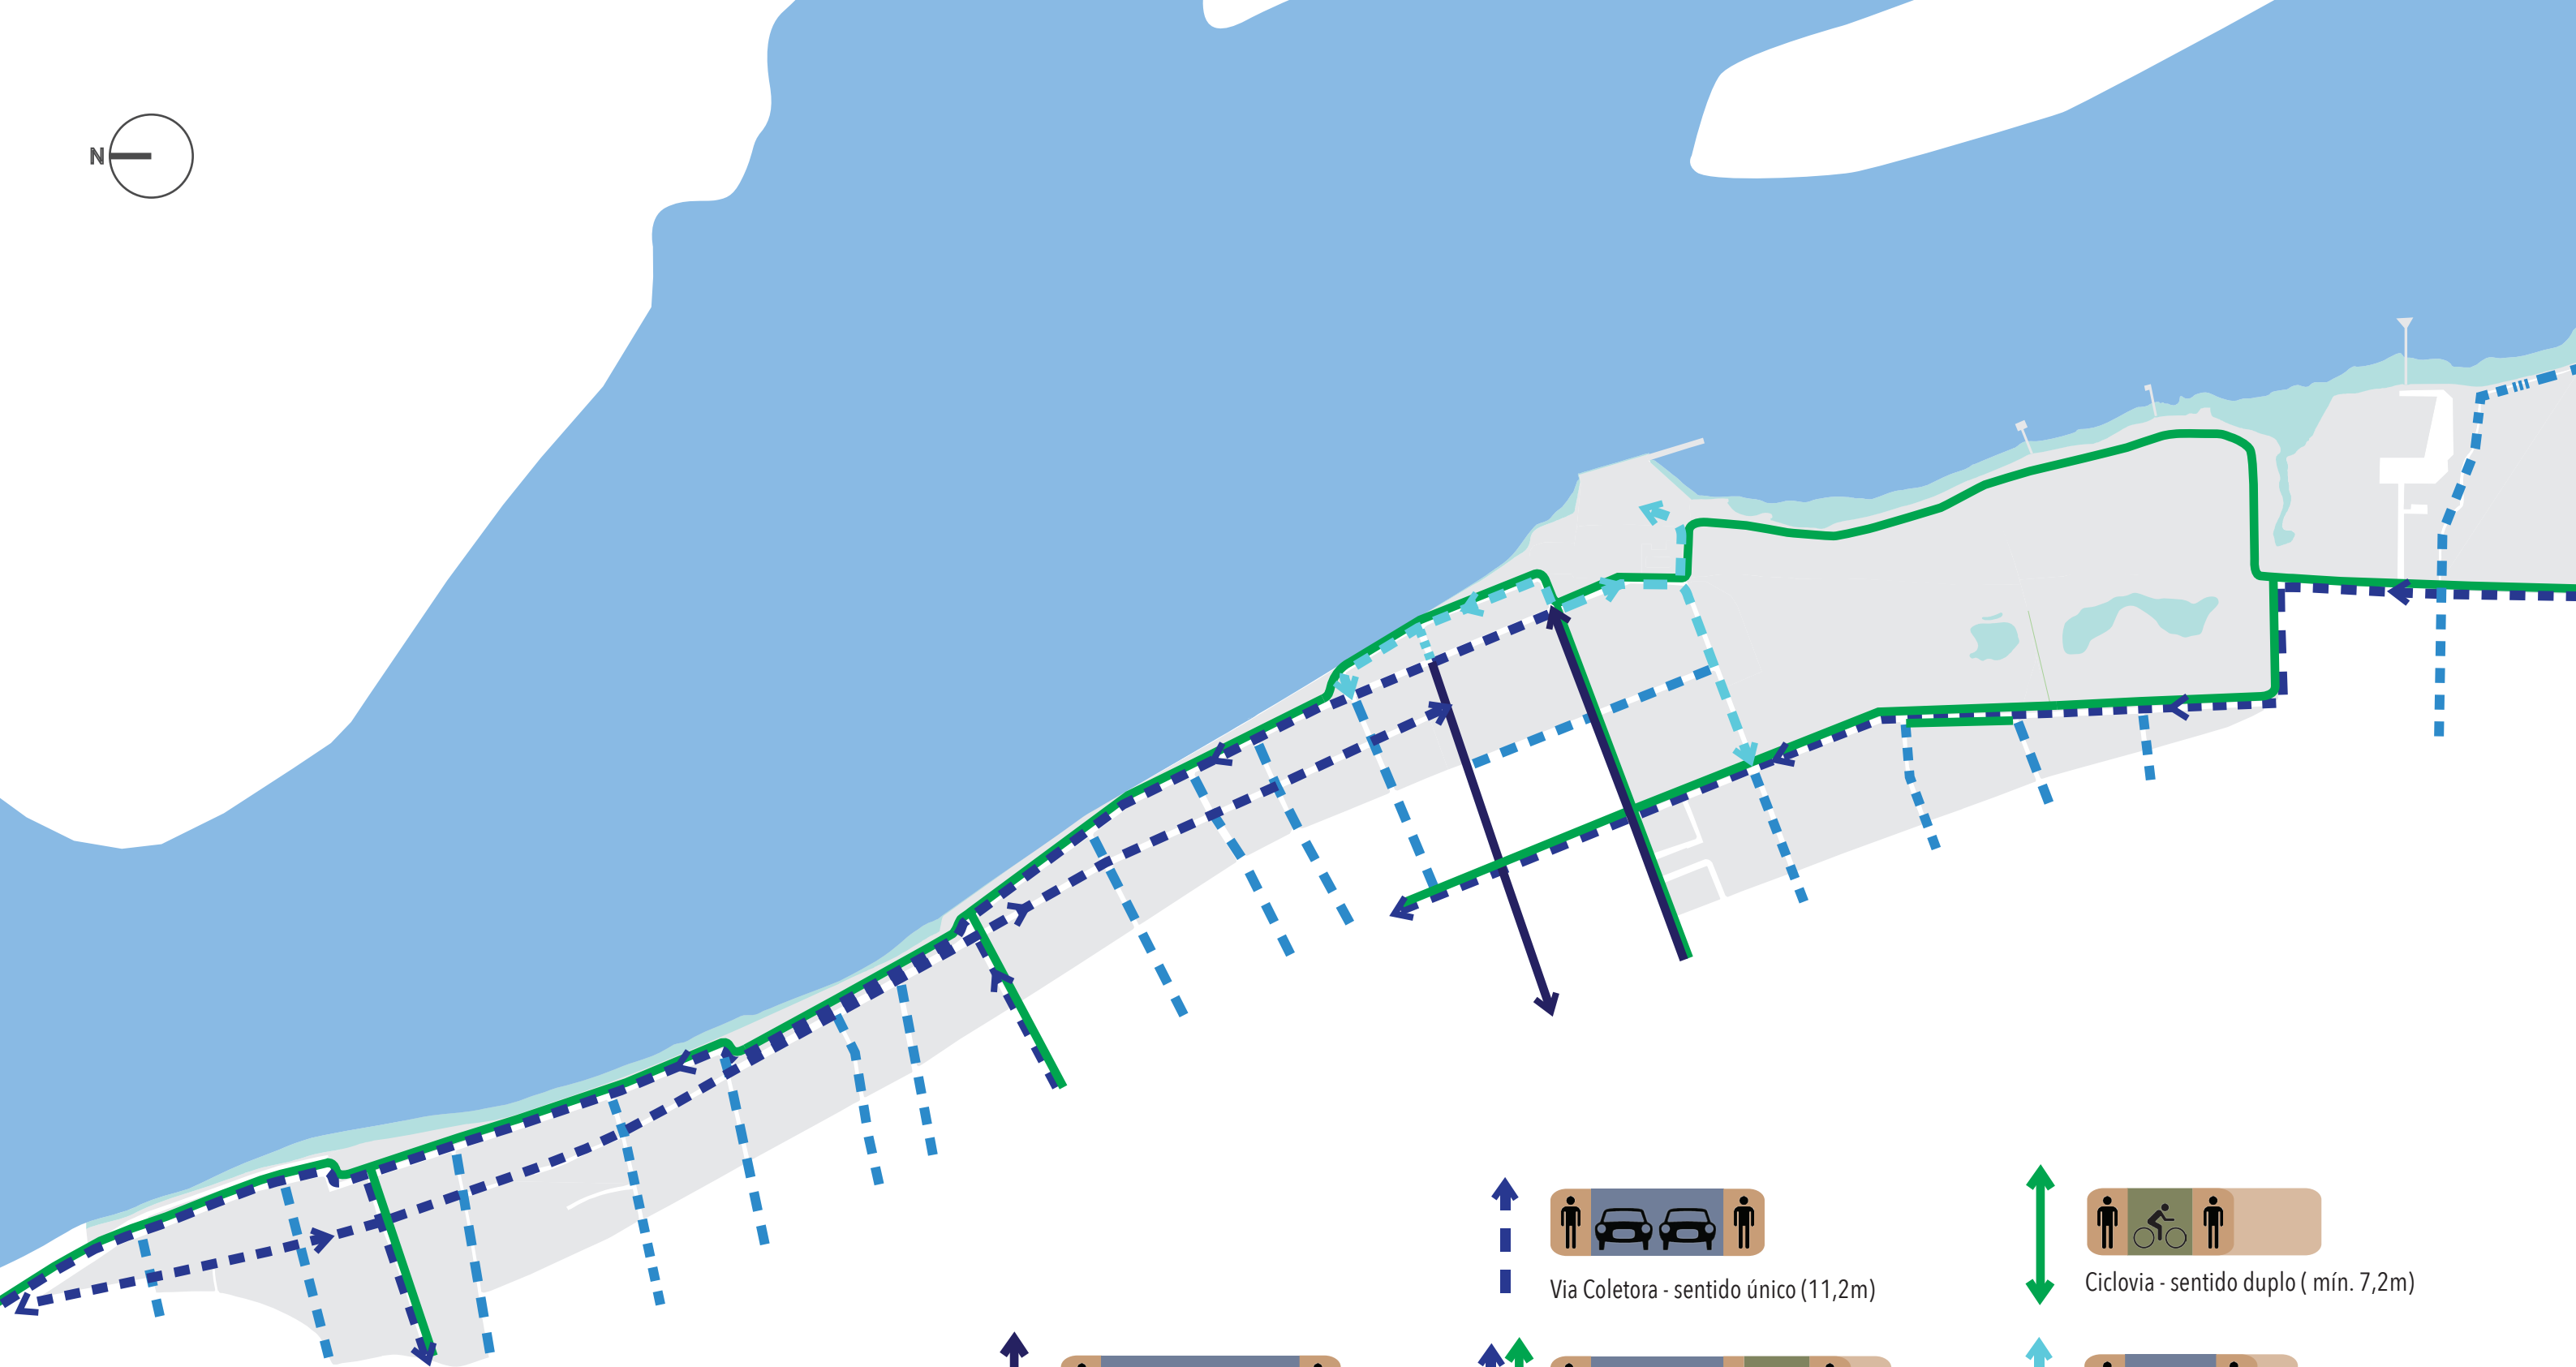 N
Via Coletora - sentido único (11,2m)
Ciclovia - sentido duplo ( mín. 7,2m)